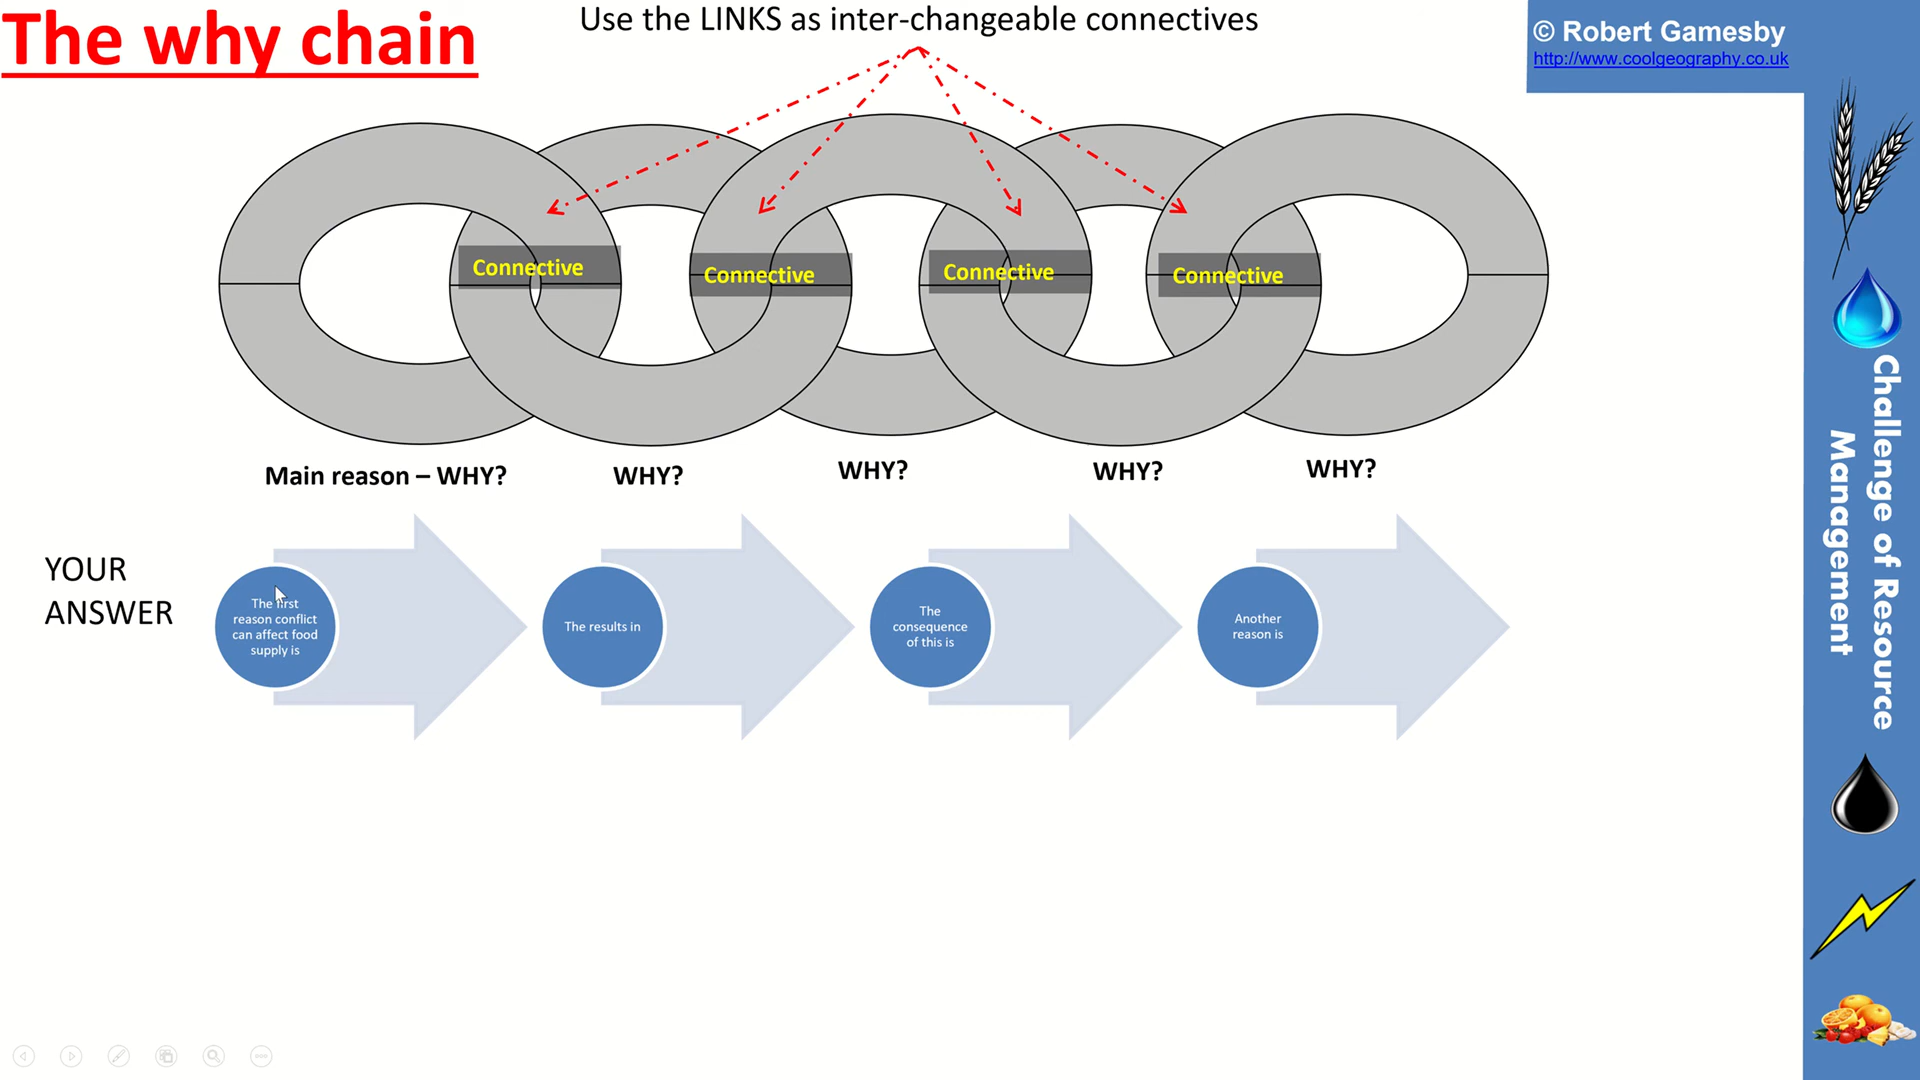 The why chain
Use the LINKS as inter-changeable connectives
© Robert Gamesby
http://www.coolgeography.co.uk
Connective
Connective
Connective
Connective
Main reason – WHY?
WHY?
WHY?
WHY?
WHY?
YOUR
ANSWER
The first
reason conflict
can affect food
supply is
The results in
The
consequence
of this is
Another
reason is
Challenge of Resource
Management